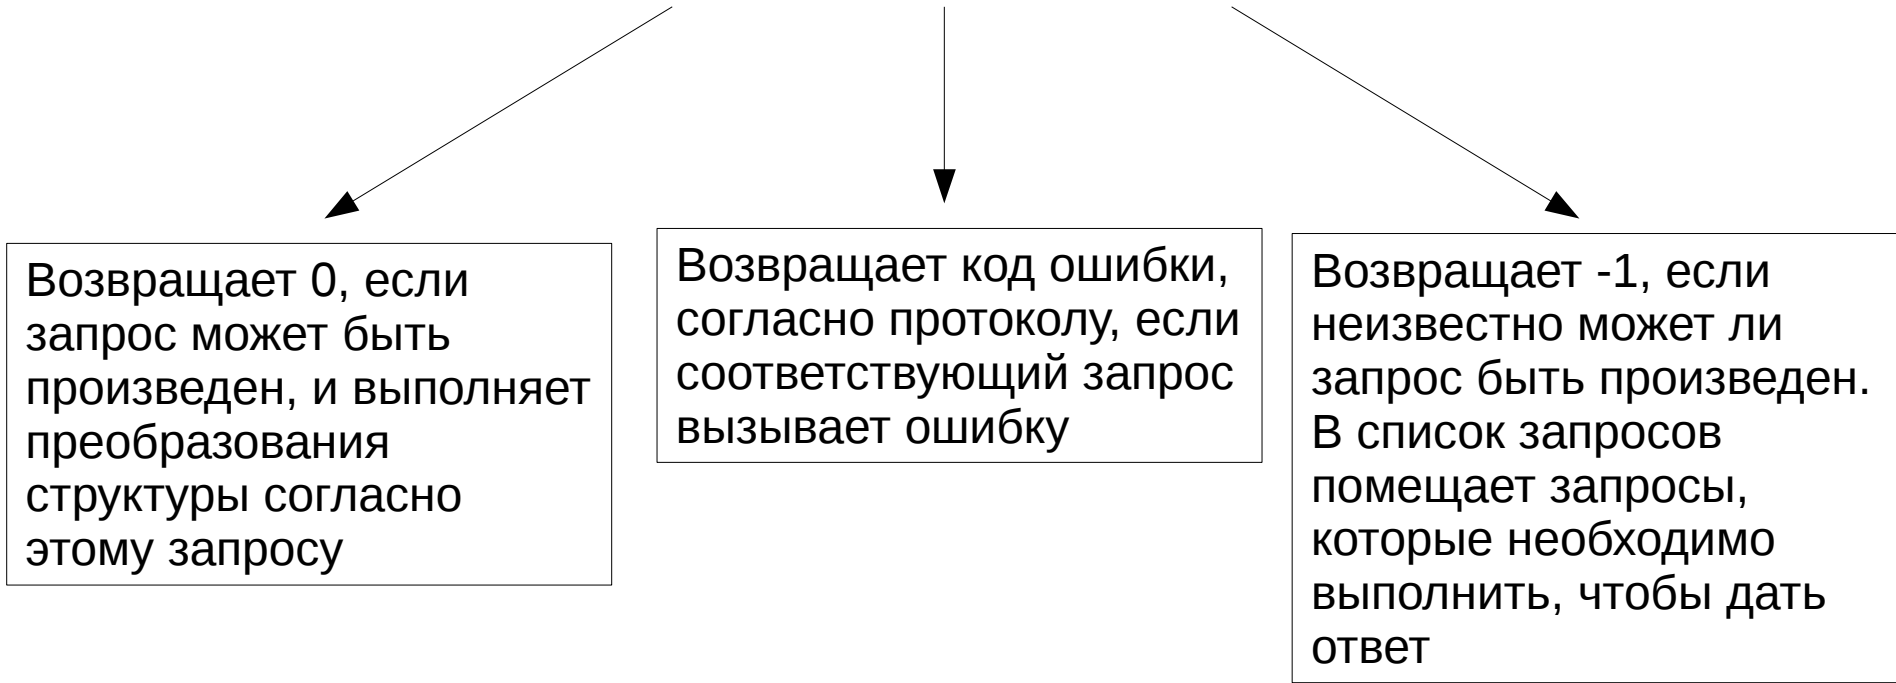 Возвращает 0, если
запрос может быть
произведен, и выполняет
преобразования
структуры согласно
этому запросу
Возвращает код ошибки,
согласно протоколу, если
соответствующий запрос
вызывает ошибку
Возвращает -1, если
неизвестно может ли
запрос быть произведен.
В список запросов
помещает запросы,
которые необходимо
выполнить, чтобы дать
ответ